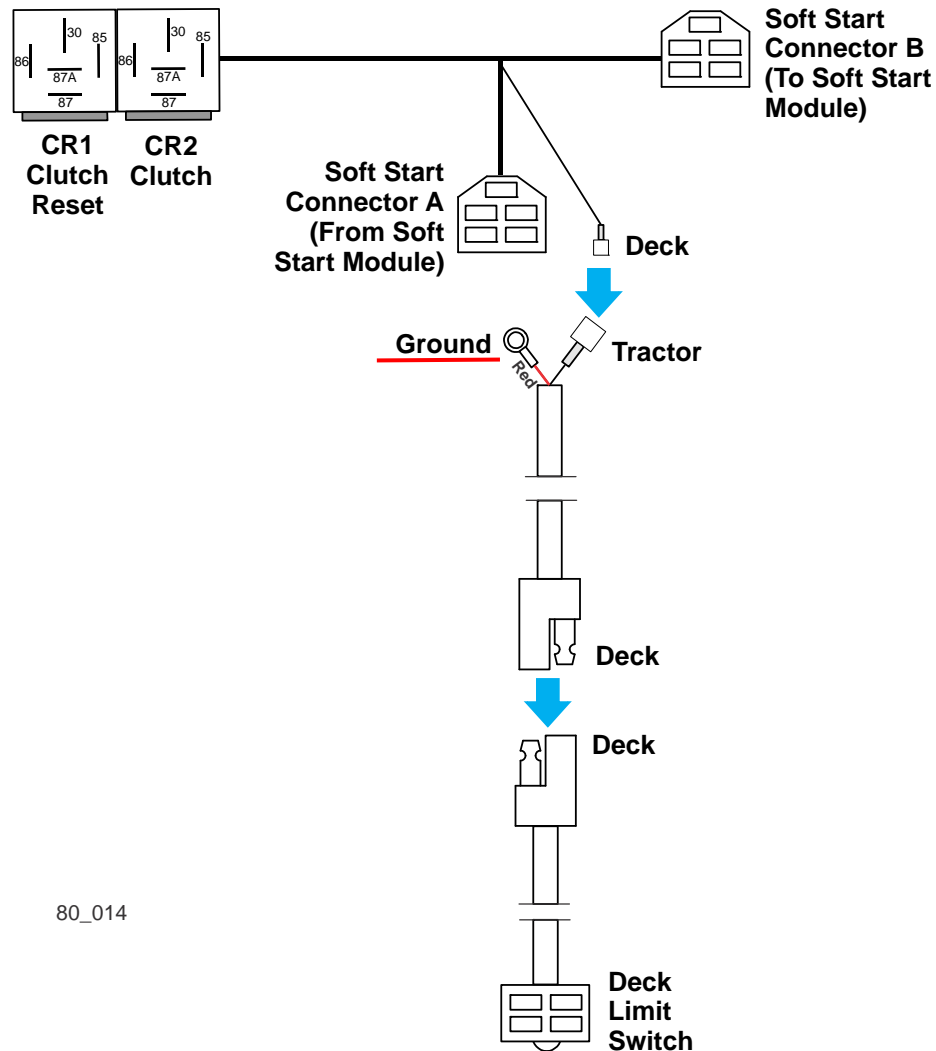 30
85
86
87A
87
30
85
86
87A
87
CR1
Clutch
Reset
CR2
Clutch
Soft Start
Connector B
(To Soft Start
Module)
Soft Start
Connector A
(From Soft
Start Module)
Deck
Ground
Red
Tractor
Deck
Deck
80_014
Deck
Limit
Switch